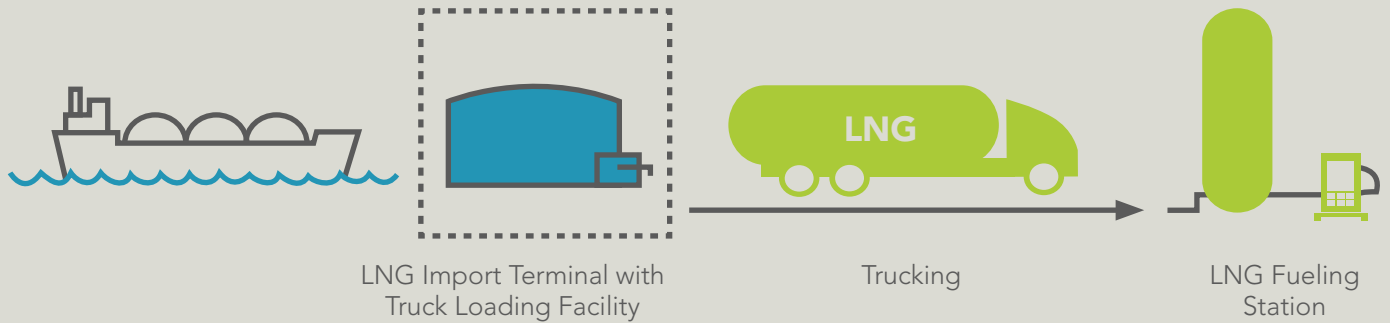 LNG
LNG Import Terminal with
Truck Loading Facility
Trucking
LNG Fueling
Station